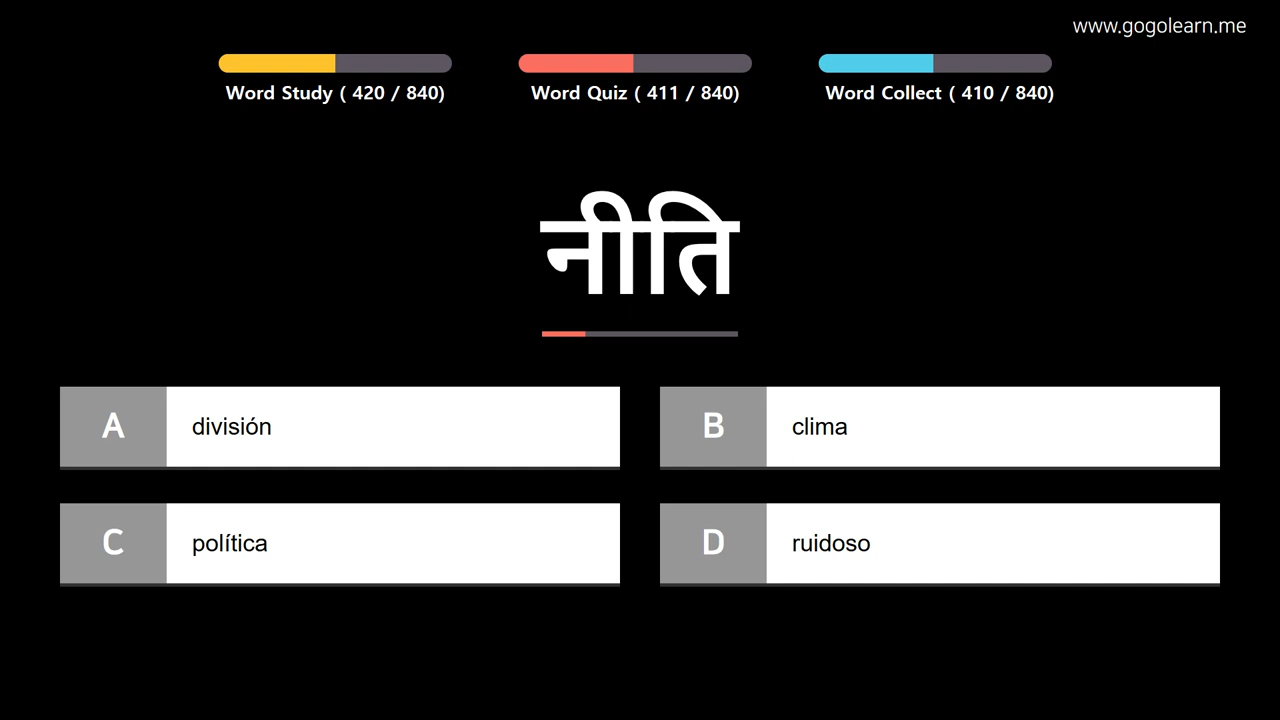 www.gogolearn.me
Word Study ( 420 / 840)
Word Quiz ( 411 / 840)
Word Collect ( 410 / 840)
नीति
A división
B clima
C política
D ruidoso